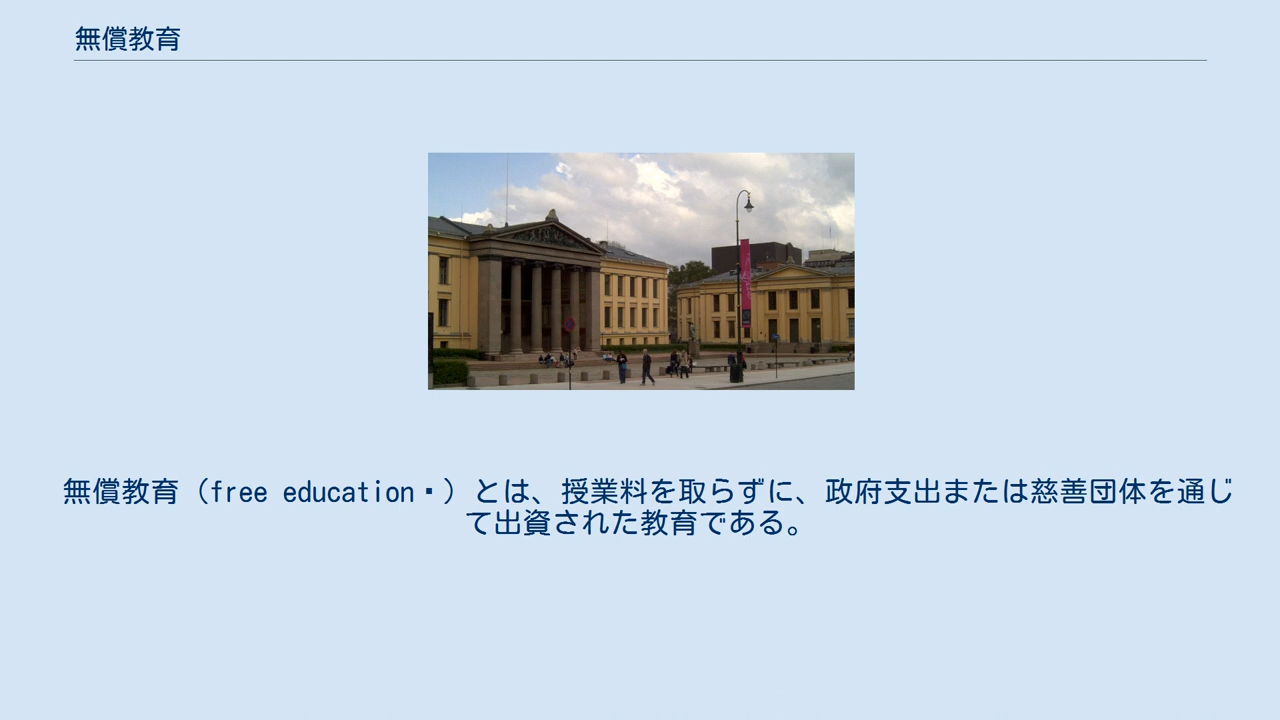 無償教育
無償教育（free education▪）とは、授業料を取らずに、政府支出または慈善団体を通じ
て出資された教育である。